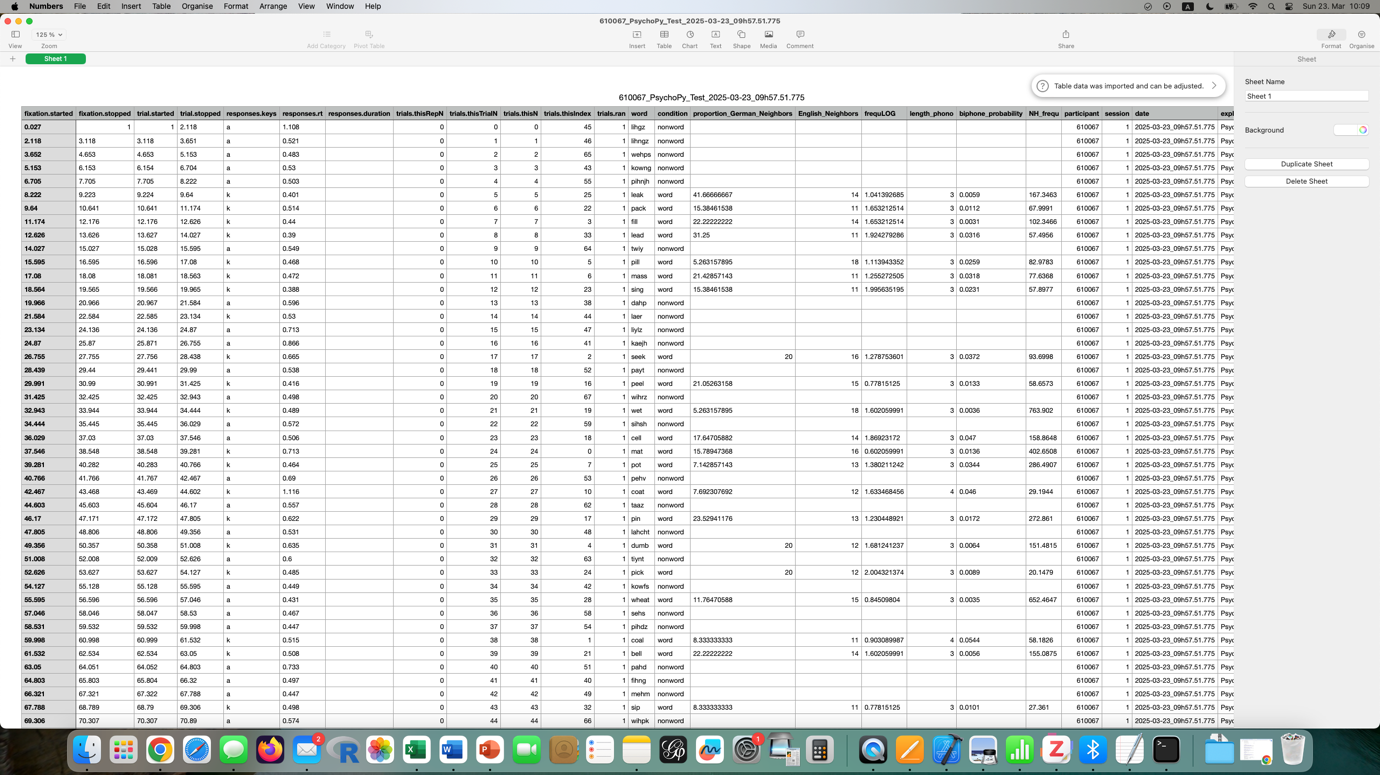 Numbers File Edit Insert Table Organise Format Arrange View Window Help A Sun 23. Mar 10:09
610067_PsychoPy_Test_2025-03-23_09h57.51.775
125 %
View Zoom Add Category Pivot Table Insert Table Chart Text Shape Media Comment Share Format Organise
Sheet 1 Sheet
Table data was imported and can be adjusted.
Sheet Name
Sheet 1
Background
Duplicate Sheet
Delete Sheet
610067_PsychoPy_Test_2025-03-23_09h57.51.775
fixation.started fixation.stopped trial.started trial.stopped responses.keys responses.rt responses.duration trials.thisRepN trials.thisTrialN trials.thisN trials.thisIndex trials.ran word condition proportion_German_Neighbors English_Neighbors frequLOG length_phono biphone_probability NH_frequ participant session date expl
0.027 1 1 2.118 a 1.108 0 0 0 45 1 lihgz nonword 610067 1 2025-03-23_09h57.51.775 Psyc
2.118 3.118 3.118 3.651 a 0.521 0 1 1 46 1 lihngz nonword 610067 1 2025-03-23_09h57.51.775 Psyc
3.652 4.653 4.653 5.153 a 0.483 0 2 2 65 1 wehps nonword 610067 1 2025-03-23_09h57.51.775 Psyc
5.153 6.153 6.154 6.704 a 0.53 0 3 3 43 1 kowng nonword 610067 1 2025-03-23_09h57.51.775 Psyc
6.705 7.705 7.705 8.222 a 0.503 0 4 4 55 1 pihnjh nonword 610067 1 2025-03-23_09h57.51.775 Psyc
8.222 9.223 9.224 9.64 k 0.401 0 5 5 25 1 leak word 41.66666667 14 1.041392685 3 0.0059 167.3463 610067 1 2025-03-23_09h57.51.775 Psyc
9.64 10.641 10.641 11.174 k 0.514 0 6 6 22 1 pack word 15.38461538 11 1.653212514 3 0.0112 67.9991 610067 1 2025-03-23_09h57.51.775 Psyc
11.174 12.176 12.176 12.626 k 0.44 0 7 7 3 1 fill word 22.22222222 14 1.653212514 3 0.0031 102.3466 610067 1 2025-03-23_09h57.51.775 Psyc
12.626 13.626 13.627 14.027 k 0.39 0 8 8 33 1 lead word 31.25 11 1.924279286 3 0.0316 57.4956 610067 1 2025-03-23_09h57.51.775 Psyc
14.027 15.027 15.028 15.595 a 0.549 0 9 9 64 1 twiy nonword 610067 1 2025-03-23_09h57.51.775 Psyc
15.595 16.595 16.596 17.08 k 0.468 0 10 10 5 1 pill word 5.263157895 18 1.113943352 3 0.0259 82.9783 610067 1 2025-03-23_09h57.51.775 Psyc
17.08 18.08 18.081 18.563 k 0.472 0 11 11 6 1 mass word 21.42857143 11 1.255272505 3 0.0318 77.6368 610067 1 2025-03-23_09h57.51.775 Psyc
18.564 19.565 19.566 19.965 k 0.388 0 12 12 23 1 sing word 15.38461538 11 1.995635195 3 0.0231 57.8977 610067 1 2025-03-23_09h57.51.775 Psyc
19.966 20.966 20.967 21.584 a 0.596 0 13 13 38 1 dahp nonword 610067 1 2025-03-23_09h57.51.775 Psyc
21.584 22.584 22.585 23.134 k 0.53 0 14 14 44 1 laer nonword 610067 1 2025-03-23_09h57.51.775 Psyc
23.134 24.136 24.136 24.87 a 0.713 0 15 15 47 1 liylz nonword 610067 1 2025-03-23_09h57.51.775 Psyc
24.87 25.87 25.871 26.755 a 0.866 0 16 16 41 1 kaejh nonword 610067 1 2025-03-23_09h57.51.775 Psyc
26.755 27.755 27.756 28.438 k 0.665 0 17 17 2 1 seek word 20 16 1.278753601 3 0.0372 93.6998 610067 1 2025-03-23_09h57.51.775 Psyc
28.439 29.44 29.441 29.99 a 0.538 0 18 18 52 1 payt nonword 610067 1 2025-03-23_09h57.51.775 Psyc
29.991 30.99 30.991 31.425 k 0.416 0 19 19 16 1 peel word 21.05263158 15 0.77815125 3 0.0133 58.6573 610067 1 2025-03-23_09h57.51.775 Psyc
31.425 32.425 32.425 32.943 a 0.498 0 20 20 67 1 wihrz nonword 610067 1 2025-03-23_09h57.51.775 Psyc
32.943 33.944 33.944 34.444 k 0.489 0 21 21 19 1 wet word 5.263157895 18 1.602059991 3 0.0036 763.902 610067 1 2025-03-23_09h57.51.775 Psyc
34.444 35.445 35.445 36.029 a 0.572 0 22 22 59 1 sihsh nonword 610067 1 2025-03-23_09h57.51.775 Psyc
36.029 37.03 37.03 37.546 a 0.506 0 23 23 18 1 cell word 17.64705882 14 1.86923172 3 0.047 158.8648 610067 1 2025-03-23_09h57.51.775 Psyc
37.546 38.548 38.548 39.281 k 0.713 0 24 24 0 1 mat word 15.78947368 16 0.602059991 3 0.0136 402.6508 610067 1 2025-03-23_09h57.51.775 Psyc
39.281 40.282 40.283 40.766 k 0.464 0 25 25 7 1 pot word 7.142857143 13 1.380211242 3 0.0344 286.4907 610067 1 2025-03-23_09h57.51.775 Psyc
40.766 41.766 41.767 42.467 a 0.69 0 26 26 53 1 pehv nonword 610067 1 2025-03-23_09h57.51.775 Psyc
42.467 43.468 43.469 44.602 k 1.116 0 27 27 10 1 coat word 7.692307692 12 1.633468456 4 0.046 29.1944 610067 1 2025-03-23_09h57.51.775 Psyc
44.603 45.603 45.604 46.17 a 0.557 0 28 28 62 1 taaz nonword 610067 1 2025-03-23_09h57.51.775 Psyc
46.17 47.171 47.172 47.805 k 0.622 0 29 29 17 1 pin word 23.52941176 13 1.230448921 3 0.0172 272.861 610067 1 2025-03-23_09h57.51.775 Psyc
47.805 48.806 48.806 49.356 a 0.531 0 30 30 48 1 lahcht nonword 610067 1 2025-03-23_09h57.51.775 Psyc
49.356 50.357 50.358 51.008 k 0.635 0 31 31 4 1 dumb word 20 12 1.681241237 3 0.0064 151.4815 610067 1 2025-03-23_09h57.51.775 Psyc
51.008 52.008 52.009 52.626 a 0.6 0 32 32 63 1 tiynt nonword 610067 1 2025-03-23_09h57.51.775 Psyc
52.626 53.627 53.627 54.127 k 0.485 0 33 33 24 1 pick word 20 12 2.004321374 3 0.0089 20.1479 610067 1 2025-03-23_09h57.51.775 Psyc
54.127 55.128 55.128 55.595 a 0.449 0 34 34 42 1 kowfs nonword 610067 1 2025-03-23_09h57.51.775 Psyc
55.595 56.596 56.596 57.046 a 0.431 0 35 35 28 1 wheat word 11.76470588 15 0.84509804 3 0.0035 652.4647 610067 1 2025-03-23_09h57.51.775 Psyc
57.046 58.046 58.047 58.53 a 0.467 0 36 36 58 1 sehs nonword 610067 1 2025-03-23_09h57.51.775 Psyc
58.531 59.532 59.532 59.998 a 0.447 0 37 37 54 1 pihdz nonword 610067 1 2025-03-23_09h57.51.775 Psyc
59.998 60.998 60.999 61.532 k 0.515 0 38 38 1 1 coal word 8.333333333 11 0.903089987 4 0.0544 58.1826 610067 1 2025-03-23_09h57.51.775 Psyc
61.532 62.534 62.534 63.05 k 0.508 0 39 39 21 1 bell word 22.22222222 14 1.602059991 3 0.0056 155.0875 610067 1 2025-03-23_09h57.51.775 Psyc
63.05 64.051 64.052 64.803 a 0.733 0 40 40 51 1 pahd nonword 610067 1 2025-03-23_09h57.51.775 Psyc
64.803 65.803 65.804 66.32 a 0.497 0 41 41 40 1 fihng nonword 610067 1 2025-03-23_09h57.51.775 Psyc
66.321 67.321 67.322 67.788 a 0.447 0 42 42 49 1 mehm nonword 610067 1 2025-03-23_09h57.51.775 Psyc
67.788 68.789 68.79 69.306 k 0.498 0 43 43 32 1 sip word 8.333333333 11 0.77815125 3 0.0101 27.361 610067 1 2025-03-23_09h57.51.775 Psyc
69.306 70.307 70.307 70.89 a 0.574 0 44 44 66 1 wihpk nonword 610067 1 2025-03-23_09h57.51.775 Psyc
2 1